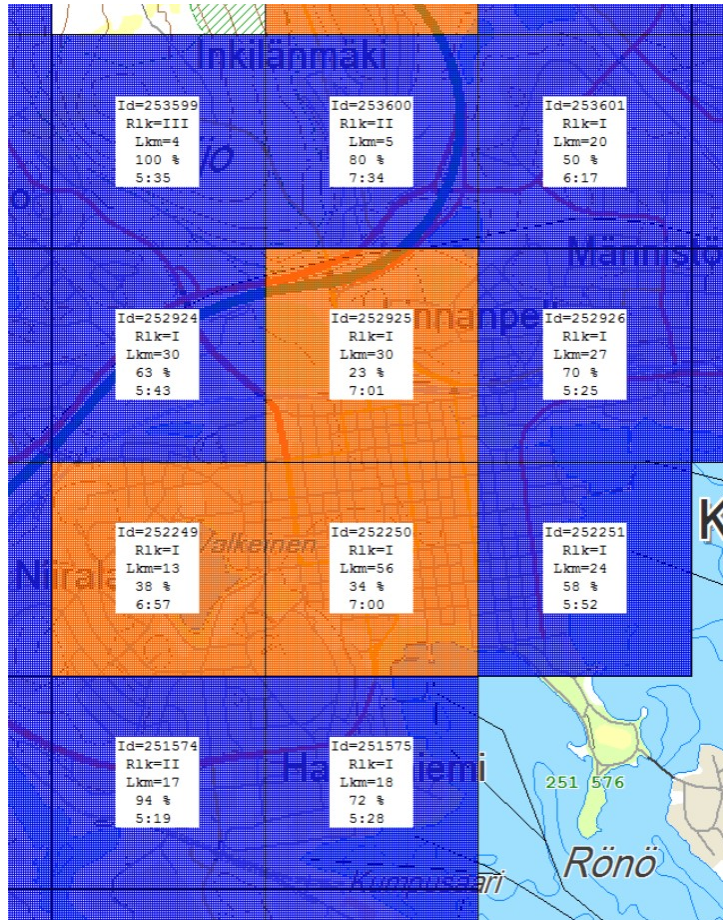 Inkilänmäki
Id=253599
Rlk=III
Lkm=4
100 %
5:35
Id=253600
Rlk=II
Lkm=5
80 %
7:34
Id=253601
Rlk=I
Lkm=20
50 %
6:17
jo
o
Männistö
Id=252924
Rlk=I
Lkm=30
63 %
5:43
Id=252925
Rlk=I
Lkm=30
23 %
7:01
innanpel
Id=252926
Rlk=I
Lkm=27
70 %
5:25
K
Id=252249
Rlk=I
Lkm=13
38 %
6:57
Valkeinen
Id=252250
Rlk=I
Lkm=56
34 %
7:00
Id=252251
Rlk=I
Lkm=24
58 %
5:52
Niirala
Id=251574
Rlk=II
Lkm=17
94 %
5:19
Ha
Id=251575
Rlk=I
Lkm=18
72 %
5:28
iemi
251 576
Rönö
Kumpusaari